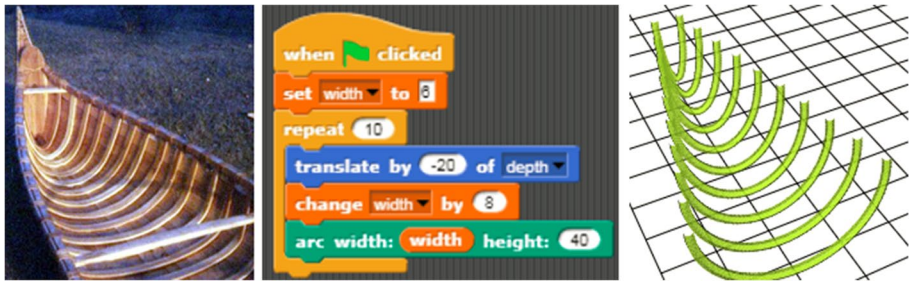 when clicked
set width to 6
repeat 10
translate by -20 of depth
change width by 8
arc width: width height: 40